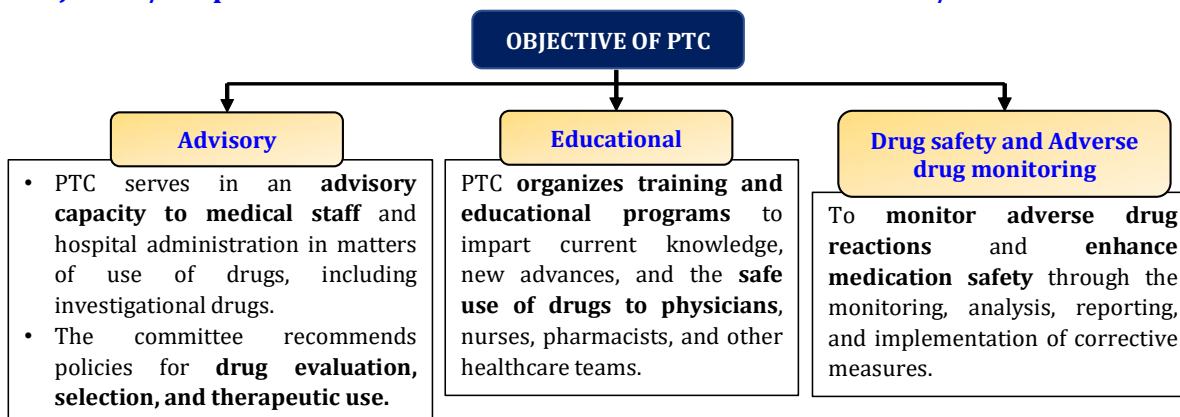 OBJECTIVE OF PTC
Advisory
• PTC serves in an advisory
capacity to medical staff and
hospital administration in matters
of use of drugs, including
investigational drugs.
• The committee recommends
policies for drug evaluation,
selection, and therapeutic use.
Educational
PTC organizes training and
educational programs to
impart current knowledge,
new advances, and the safe
use of drugs to physicians,
nurses, pharmacists, and other
healthcare teams.
Drug safety and Adverse
drug monitoring
To monitor adverse drug
reactions and enhance
medication safety through the
monitoring, analysis, reporting,
and implementation of corrective
measures.